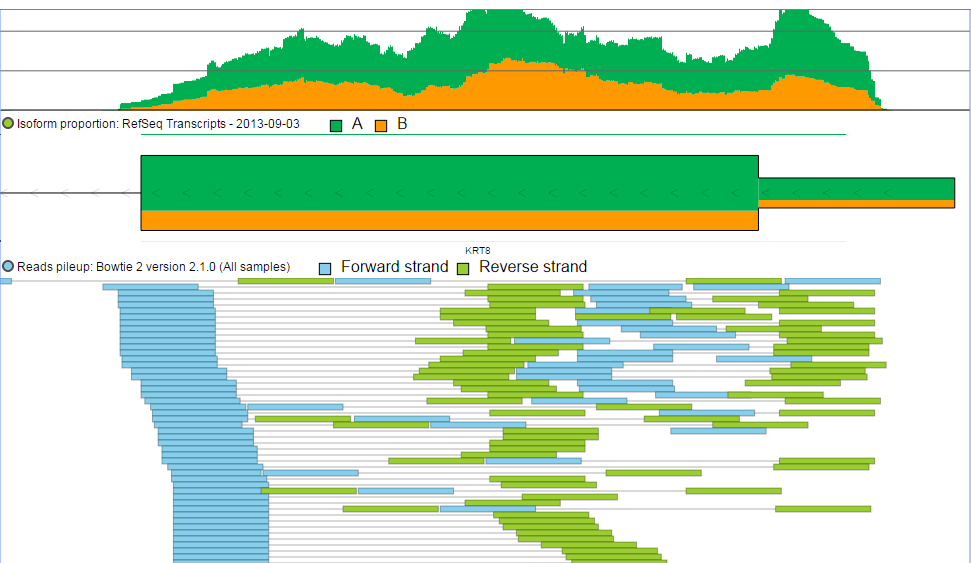 Isoform proportion: RefSeq Transcripts - 2013-09-03 A B
KRT8
Reads pileup: Bowtie 2 version 2.1.0 (All samples) Forward strand Reverse strand